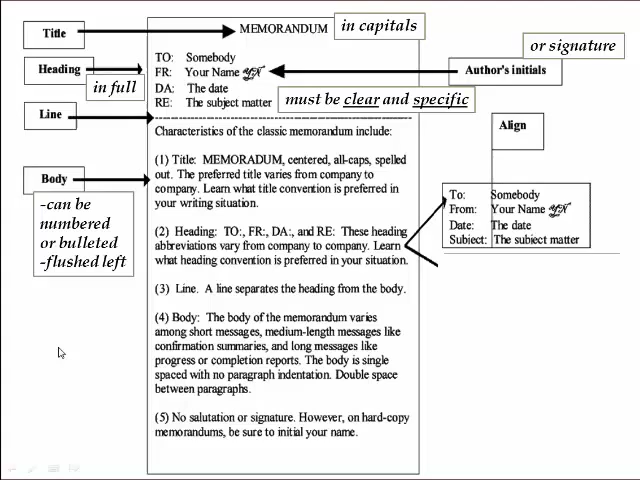 Title
MEMORANDUM
in capitals
TO: Somebody
FR: Your Name YN
DA: The date
RE: The subject matter
Heading
in full
Author's initials
or signature
must be clear and specific
Line
Characteristics of the classic memorandum include:
(1) Title: MEMORADUM, centered, all-caps, spelled
out. The preferred title varies from company to
company. Learn what title convention is preferred in
your writing situation.
Body
-can be
numbered
or bulleted
-flushed left
(2) Heading: TO:, FR:, DA:, and RE: These heading
abbreviations vary from company to company. Learn
what heading convention is preferred in your situation.
Align
To: Somebody
From: Your Name YN
Date: The date
Subject: The subject matter
(3) Line. A line separates the heading from the body.
(4) Body: The body of the memorandum varies
among short messages, medium-length messages like
confirmation summaries, and long messages like
progress or completion reports. The body is single
spaced with no paragraph indentation. Double space
between paragraphs.
(5) No salutation or signature. However, on hard-copy
memorandums, be sure to initial your name.